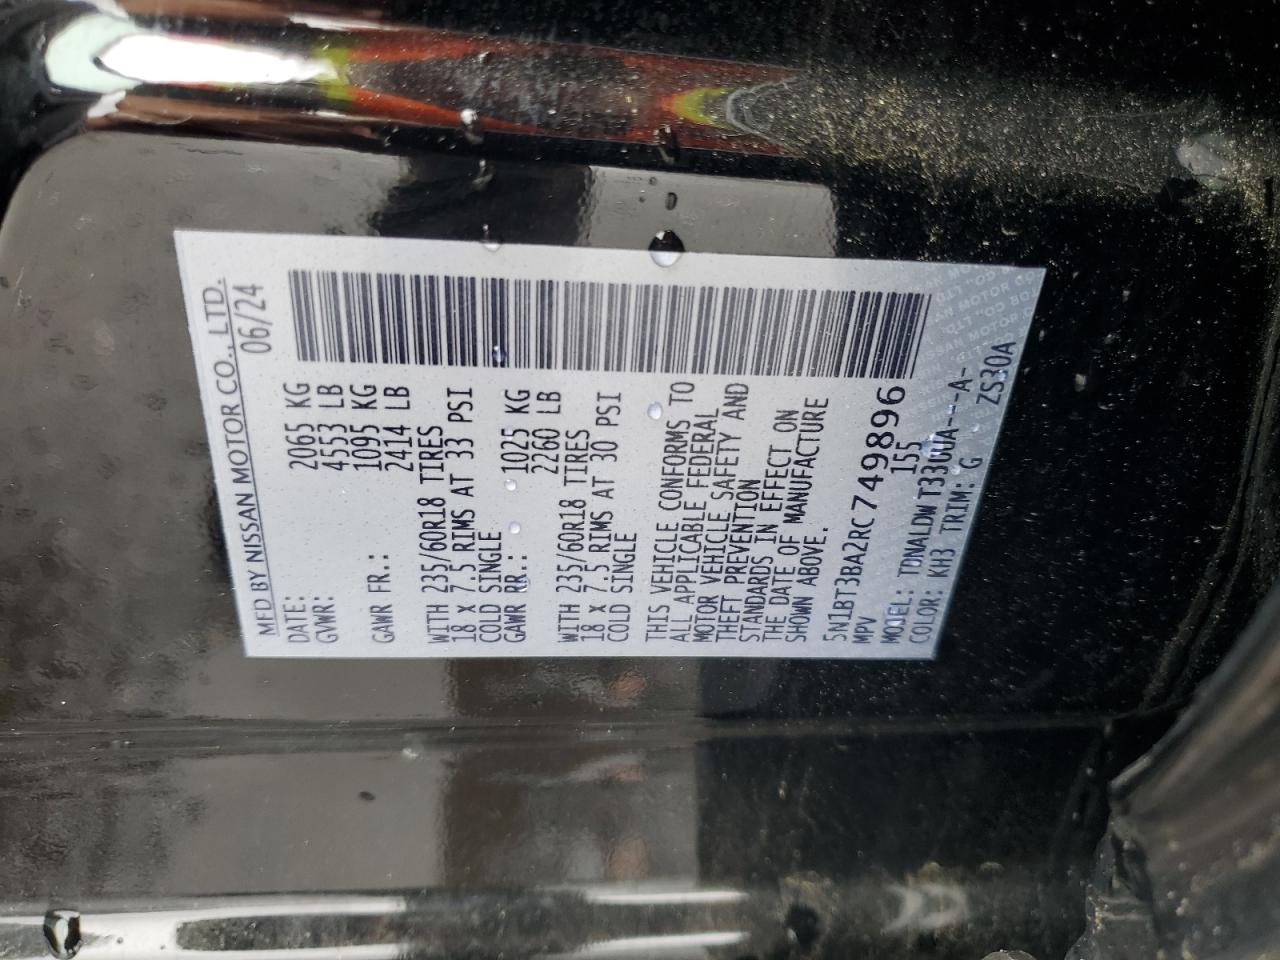 MFD BY NISSAN MOTOR CO., LTD.
DATE: 06/24
GVWR: 2065 KG
4553 LB
GAWR FR.: 1095 KG
2414 LB
WITH 235/60R18 TIRES
18 x 7.5 RIMS AT 33 PSI
COLD SINGLE
GAWR RR.: 1025 KG
2260 LB
WITH 235/60R18 TIRES
18 x 7.5 RIMS AT 30 PSI
COLD SINGLE
THIS VEHICLE CONFORMS TO
ALL APPLICABLE FEDERAL
MOTOR VEHICLE SAFETY AND
THEFT PREVENTION
STANDARDS IN EFFECT ON
THE DATE OF MANUFACTURE
SHOWN ABOVE.
5N1BT3BA2RC749896
MPV 155
MODEL: TDNALDWT33UUA---A-
COLOR: KH3 TRIM: G ZS30A